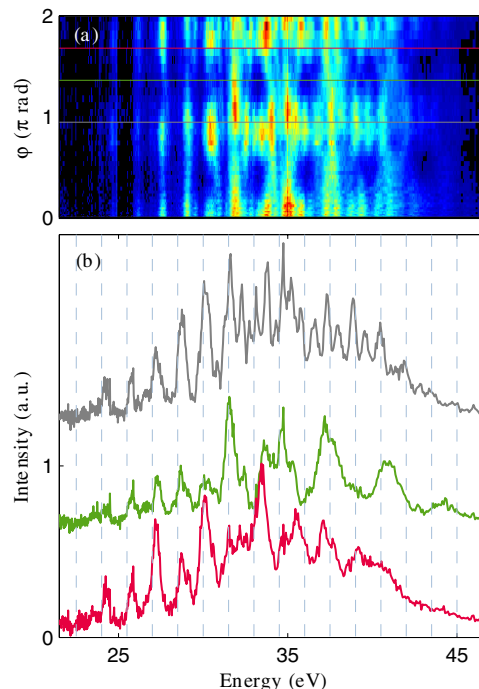 2
(a)
φ (π rad)
1
0
(b)
Intensity (a.u.)
1
0
25
35
45
Energy (eV)